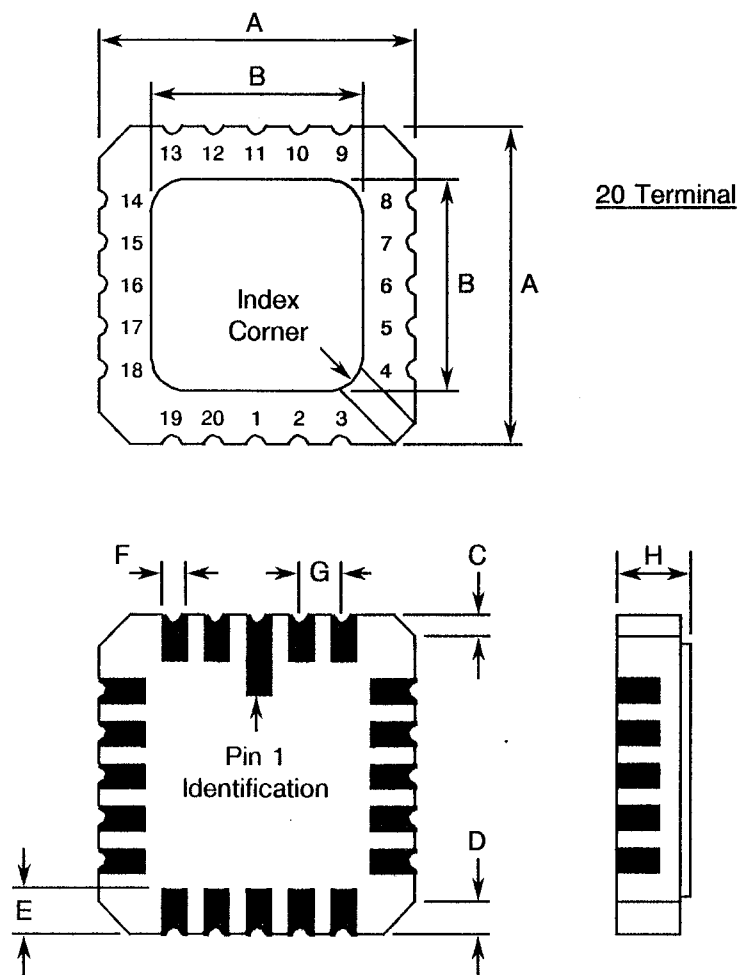 A
B
13 12 11 10 9
14 8
15 7
16 6
17 5
18 4
19 20 1 2 3
Index
Corner
B
A
20 Terminal
F
G
C
H
Pin 1
Identification
D
E